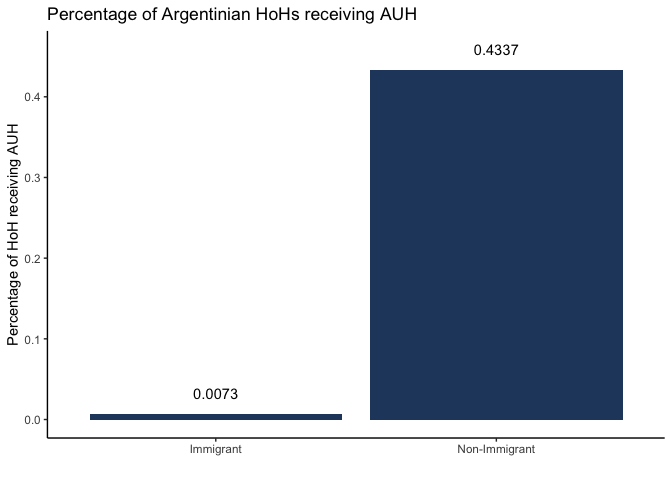 Percentage of Argentinian HoHs receiving AUH
0.4337
0.4
0.3
0.2
0.1
0.0
Percentage of HoH receiving AUH
0.0073
Immigrant
Non-Immigrant